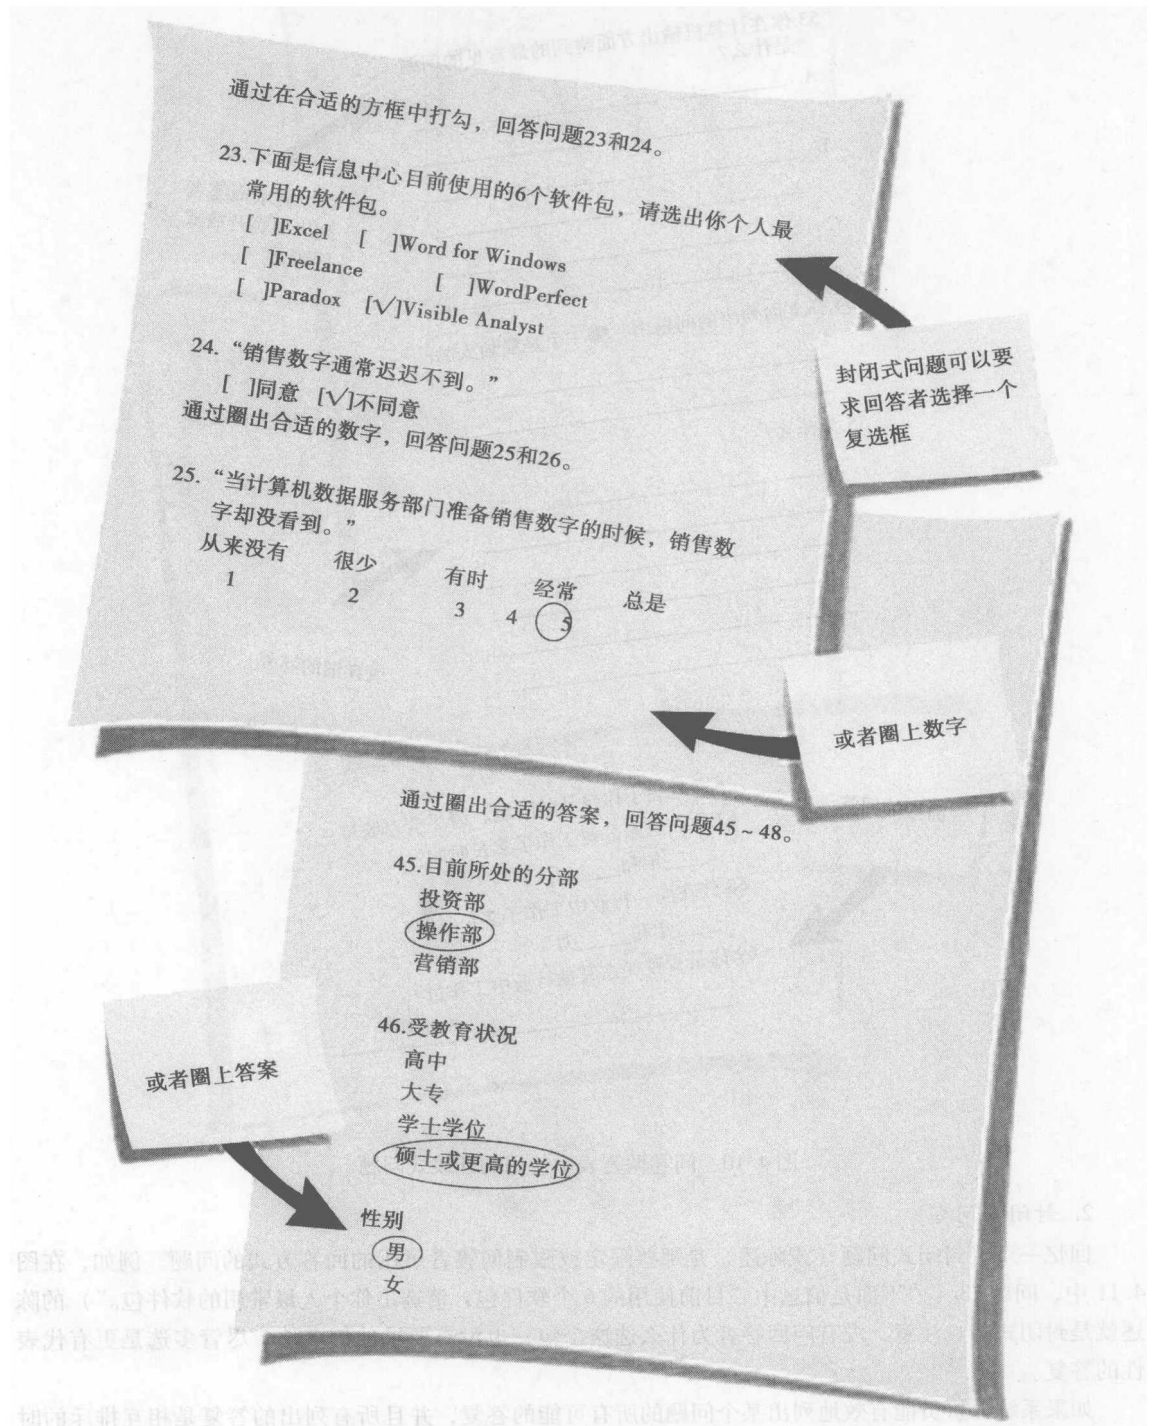 通过在合适的方框中打勾，回答问题23和24。
23.下面是信息中心目前使用的6个软件包，请选出你个人最
常用的软件包。
[ ]Excel [ ]Word for Windows
[ ]Freelance [ ]WordPerfect
[ ]Paradox [√]Visible Analyst
24.“销售数字通常迟迟不到。”
[ ]同意 [√]不同意
通过圈出合适的数字，回答问题25和26。
25.“当计算机数据服务部门准备销售数字的时候，销售数
字却没看到。”
从来没有 很少 有时 经常 总是
1 2 3 4 5
封闭式问题可以要
求回答者选择一个
复选框
或者圈上数字
通过圈出合适的答案，回答问题45～48。
45.目前所处的分部
投资部
操作部
营销部
46.受教育状况
高中
大专
学士学位
硕士或更高的学位
性别
男
女
或者圈上答案